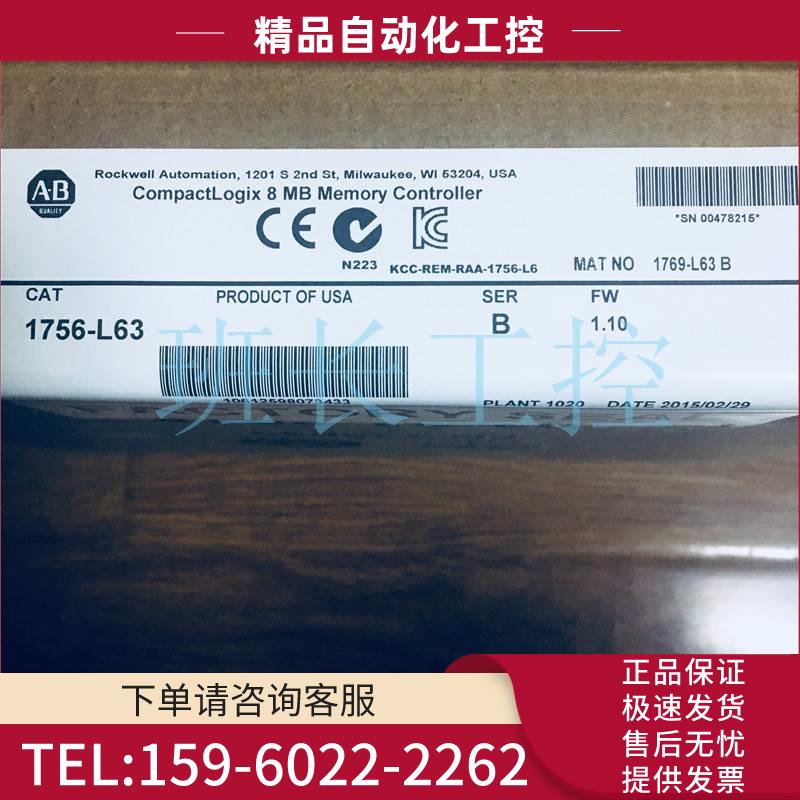 精品自动化工控
Rockwell Automation, 1201 S 2nd St, Milwaukee, WI 53204, USA
CompactLogix 8 MB Memory Controller
A-B
QUALITY
*SN 00478215*
N223
KCC-REM-RAA-1756-L6
MAT NO 1769-L63 B
CAT
PRODUCT OF USA
SER
FW
1756-L63
B
1.10
10612598073433
PLANT 1020 DATE 2015/02/29
班长工控
下单请咨询客服
TEL:159-6022-2262
正品保证
极速发货
售后无忧
提供发票